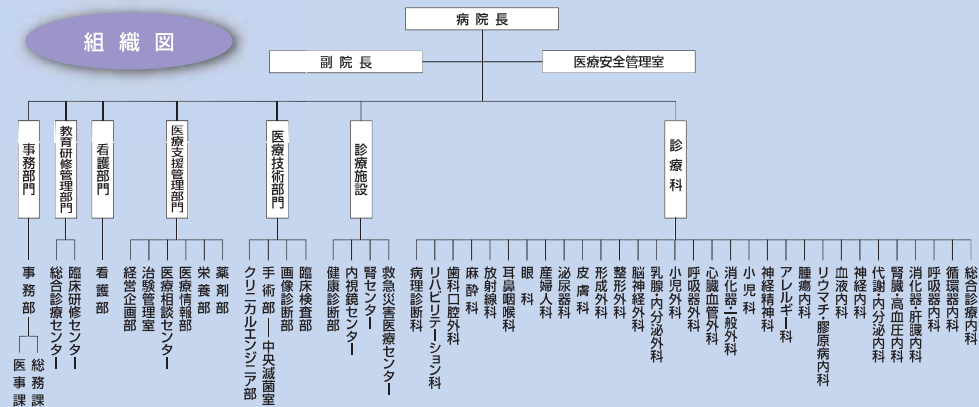 組織図
病院長
副院長
医療安全管理室
事務部門
教育研修管理部門
看護部門
医療支援管理部門
医療技術部門
診療施設
診療科
事務部
医事課
総務課
総合診療センター
臨床研修センター
看護部
経営企画部
治験管理室
医療相談センター
医療情報部
栄養部
薬剤部
クリニカルエンジニア部
手術部―中央滅菌室
画像診断部
臨床検査部
健康診断部
内視鏡センター
腎センター
救急災害医療センター
病理診断科
リハビリテーション科
歯科口腔外科
麻酔科
放射線科
耳鼻咽喉科
眼科
産婦人科
泌尿器科
皮膚科
形成外科
整形外科
脳神経外科
乳腺・内分泌外科
小児外科
呼吸器外科
心臓血管外科
消化器・一般外科
小児科
神経精神科
アレルギー科
腫瘍内科
リウマチ・膠原病内科
血液内科
神経内科
代謝・内分泌内科
腎臓・高血圧内科
消化器・肝臓内科
呼吸器内科
循環器内科
総合診療内科